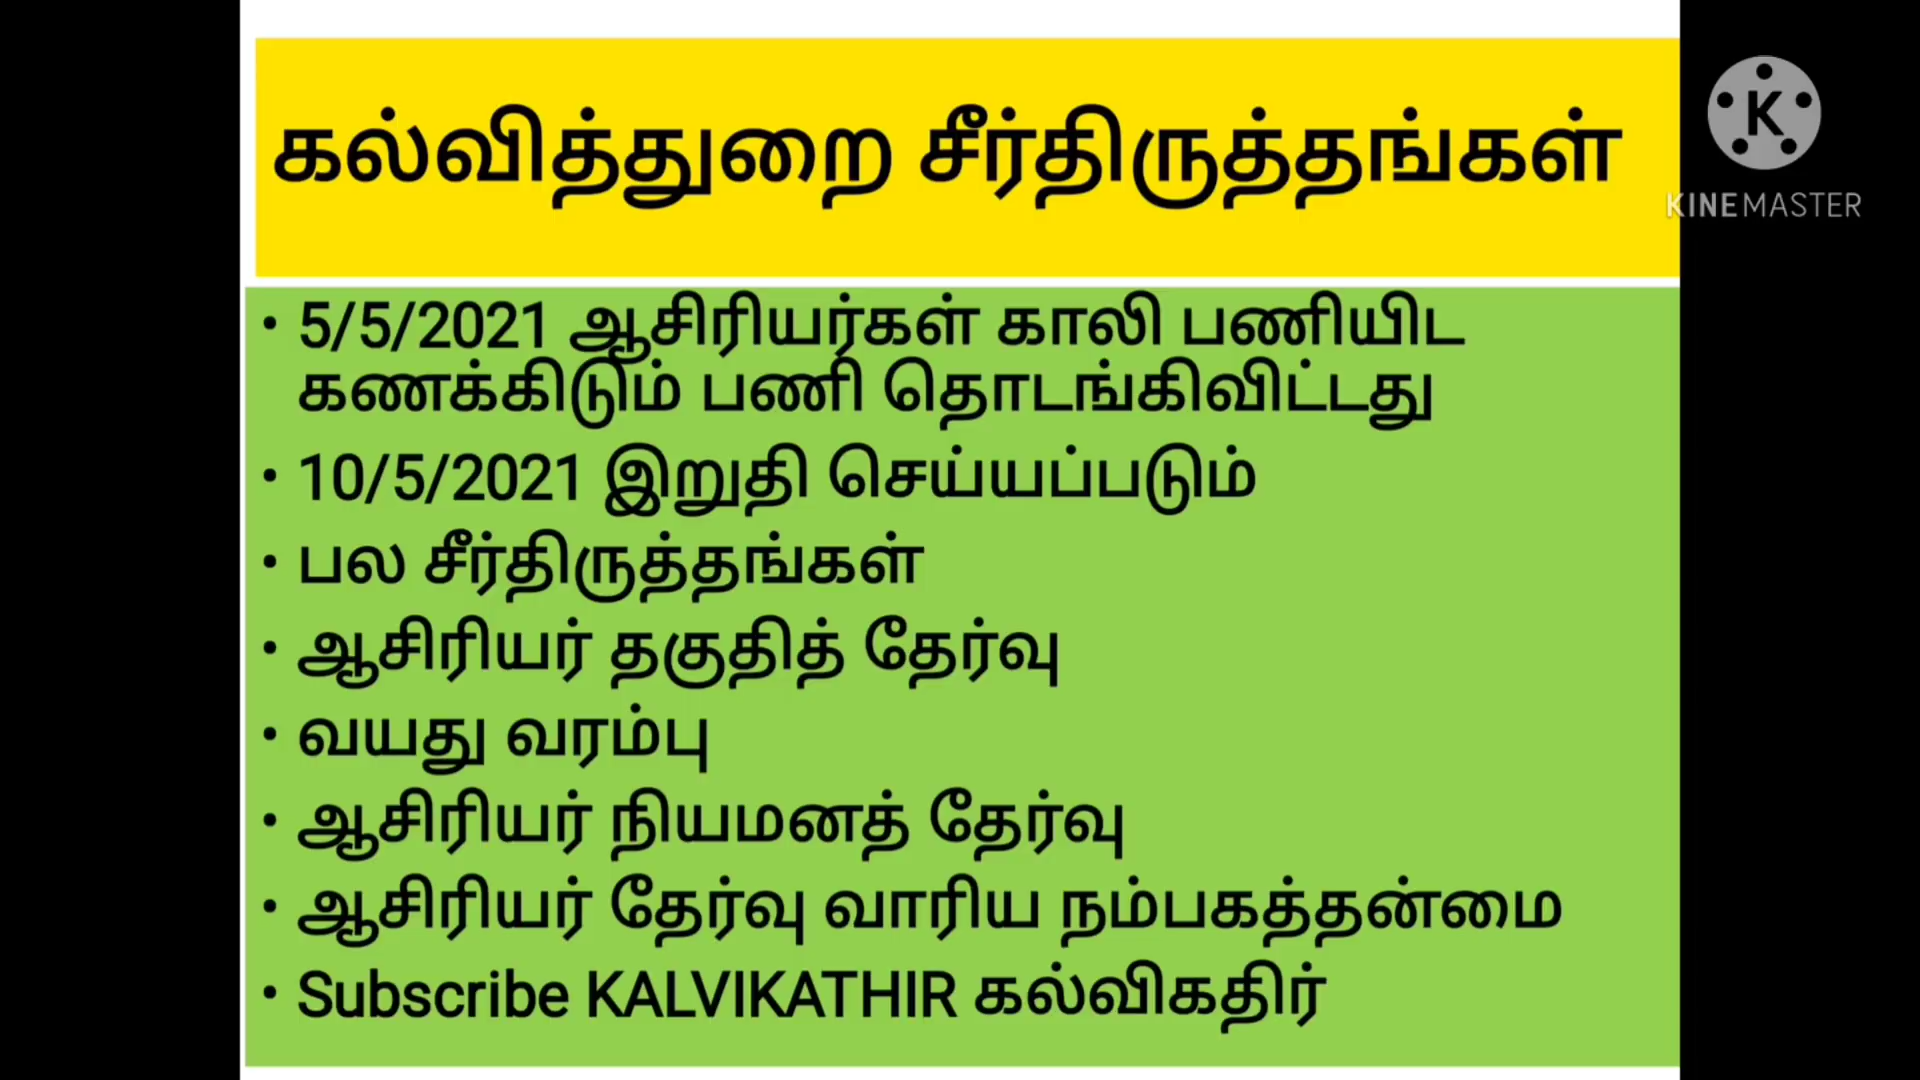 கல்வித்துறை சீர்திருத்தங்கள்
K
KINEMASTER
• 5/5/2021 ஆசிரியர்கள் காலி பணியிட
கணக்கிடும் பணி தொடங்கிவிட்டது
• 10/5/2021 இறுதி செய்யப்படும்
• பல சீர்திருத்தங்கள்
• ஆசிரியர் தகுதித் தேர்வு
• வயது வரம்பு
• ஆசிரியர் நியமனத் தேர்வு
• ஆசிரியர் தேர்வு வாரிய நம்பகத்தன்மை
• Subscribe KALVIKATHIR கல்விகதிர்